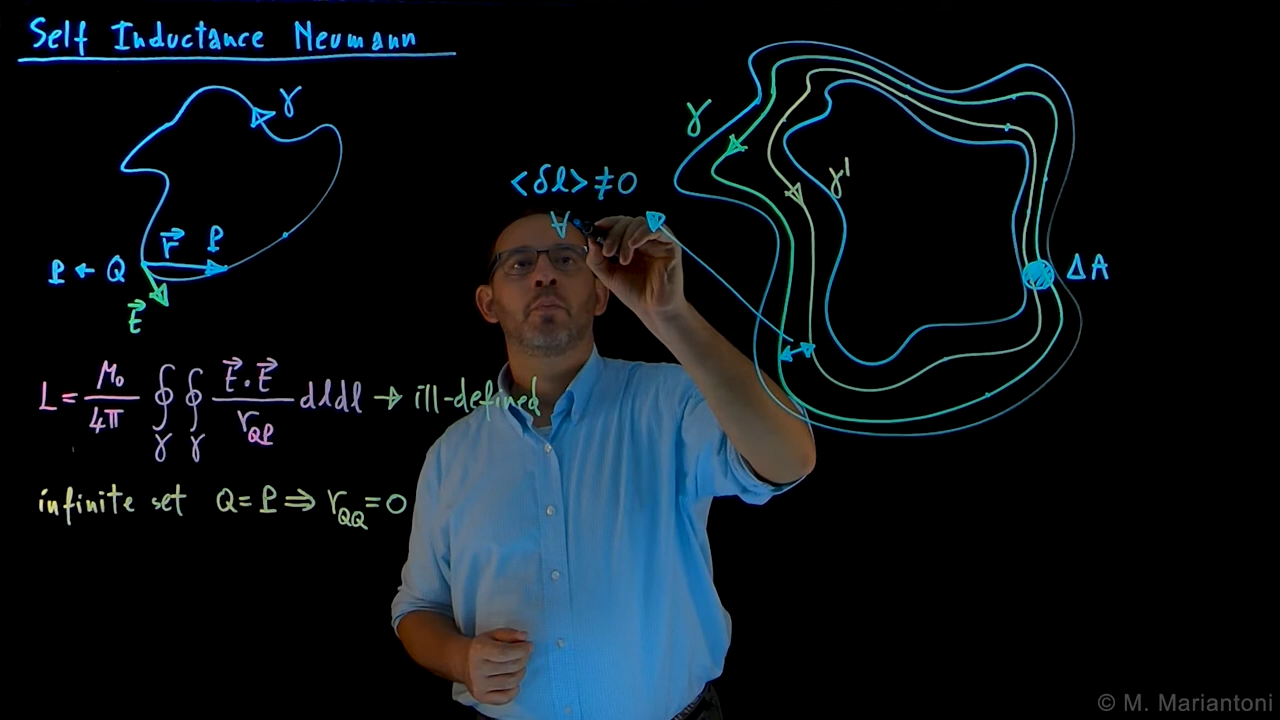 Self Inductance Neumann
γ
r⃗ P
P ← Q
t⃗
L = μ₀/4π ∮γ ∮γ t⃗ · t⃗ / r_QP dl dl → ill-defined
infinite set Q = P ⇒ r_QQ = 0
γ
γ'
<δl> ≠ 0
∀
ΔA
© M. Mariantoni